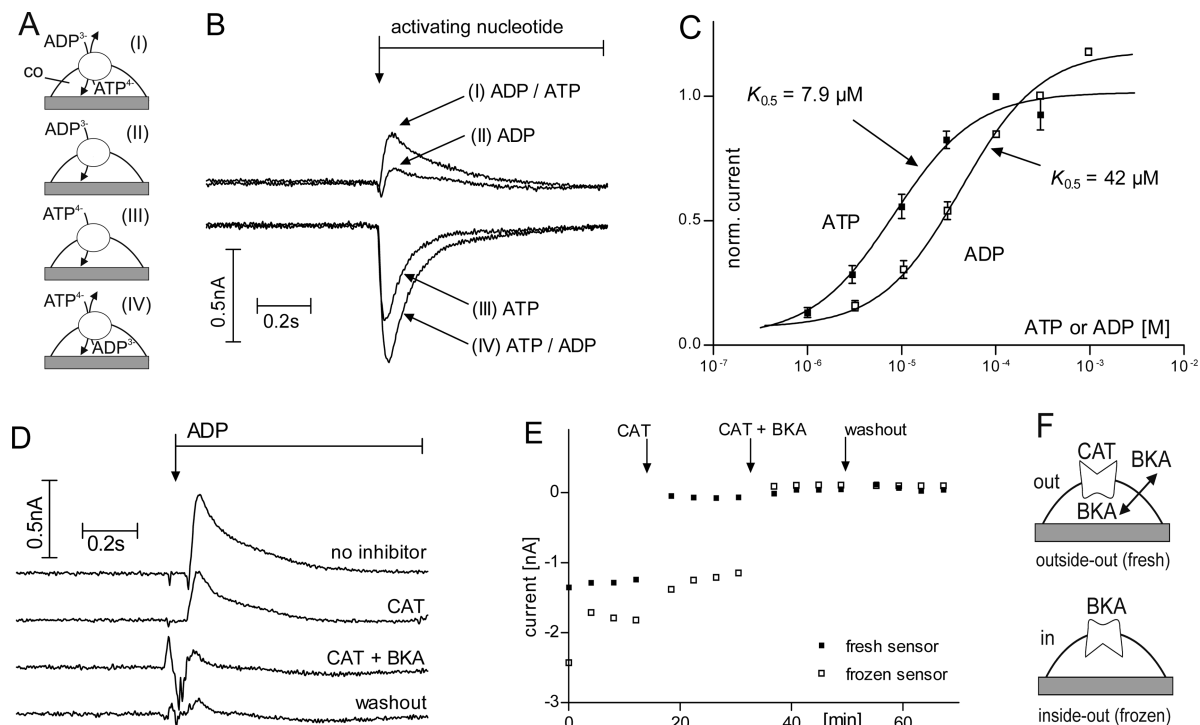 A
ADP3-
(I)
co
ATP4-
ADP3-
(II)
ATP4-
(III)
ATP4-
(IV)
ADP3-
B
activating nucleotide
(I) ADP / ATP
(II) ADP
0.5nA
0.2s
(III) ATP
(IV) ATP / ADP
C
norm. current
1.0
0.5
0.0
K0.5 = 7.9 µM
K0.5 = 42 µM
ATP
ADP
ATP or ADP [M]
10-7
10-6
10-5
10-4
10-3
10-2
D
ADP
0.5nA
0.2s
no inhibitor
CAT
CAT + BKA
washout
E
CAT
CAT + BKA
washout
current [nA]
0
-1
-2
-3
fresh sensor
frozen sensor
0
20
40
[min]
60
F
CAT
BKA
out
BKA
outside-out (fresh)
BKA
in
inside-out (frozen)